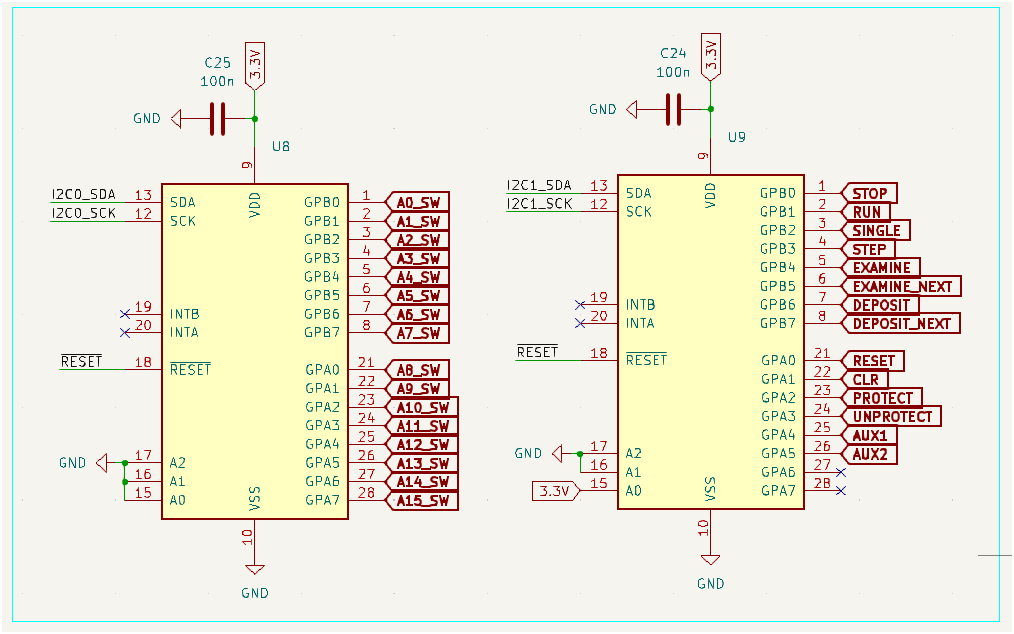 C25
100n
3.3V
GND
U8
9
I2C0_SDA 13 SDA VDD GPB0 1 A0_SW
I2C0_SCK 12 SCK GPB1 2 A1_SW
GPB2 3 A2_SW
GPB3 4 A3_SW
GPB4 5 A4_SW
GPB5 6 A5_SW
19 INTB GPB6 7 A6_SW
20 INTA GPB7 8 A7_SW
RESET 18 RESET GPA0 21 A8_SW
GPA1 22 A9_SW
GPA2 23 A10_SW
GPA3 24 A11_SW
GPA4 25 A12_SW
GND 17 A2 GPA5 26 A13_SW
16 A1 GPA6 27 A14_SW
15 A0 VSS GPA7 28 A15_SW
10
GND
C24
100n
3.3V
GND
U9
9
I2C1_SDA 13 SDA VDD GPB0 1 STOP
I2C1_SCK 12 SCK GPB1 2 RUN
GPB2 3 SINGLE
GPB3 4 STEP
GPB4 5 EXAMINE
GPB5 6 EXAMINE_NEXT
19 INTB GPB6 7 DEPOSIT
20 INTA GPB7 8 DEPOSIT_NEXT
RESET 18 RESET GPA0 21 RESET
GPA1 22 CLR
GPA2 23 PROTECT
GPA3 24 UNPROTECT
GPA4 25 AUX1
GND 17 A2 GPA5 26 AUX2
16 A1 GPA6 27
3.3V 15 A0 VSS GPA7 28
10
GND